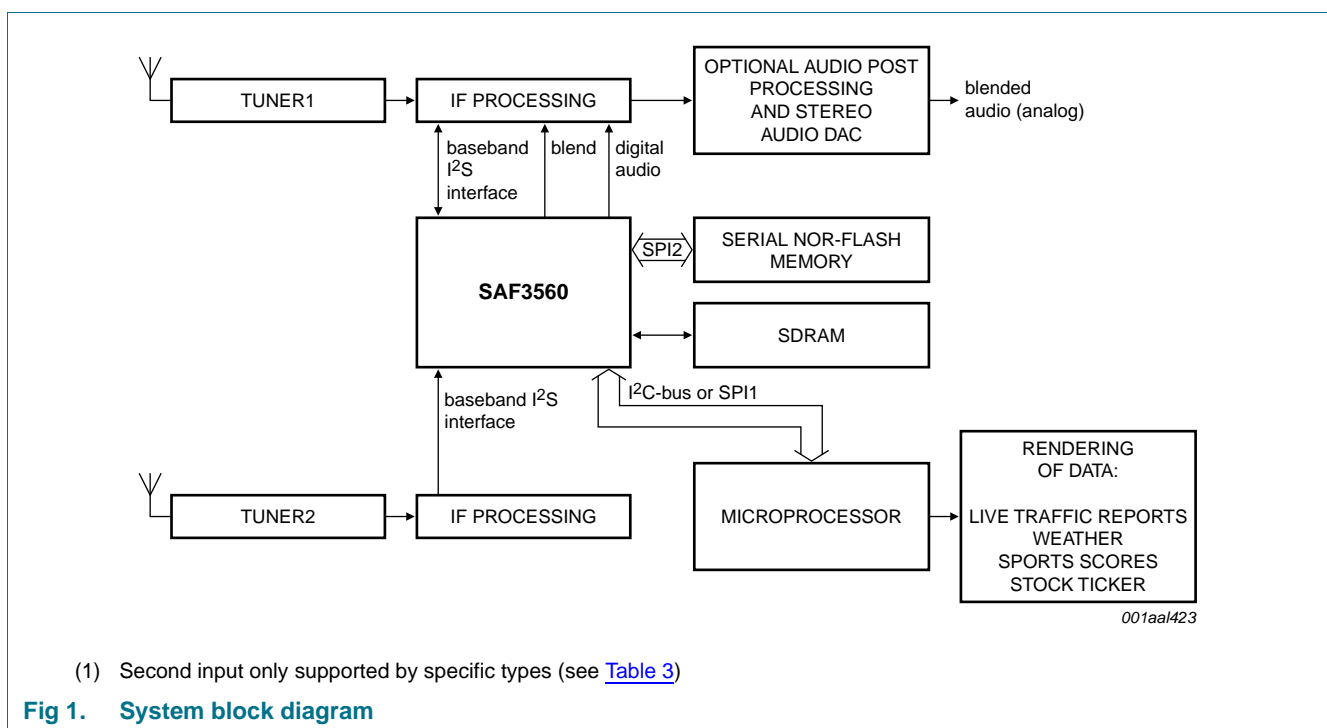 TUNER1
IF PROCESSING
OPTIONAL AUDIO POST
PROCESSING
AND STEREO
AUDIO DAC
blended
audio (analog)
baseband
I2S
interface
blend
digital
audio
SAF3560
SPI2
SERIAL NOR-FLASH
MEMORY
SDRAM
baseband I2S
interface
I2C-bus or SPI1
TUNER2
IF PROCESSING
MICROPROCESSOR
RENDERING
OF DATA:
LIVE TRAFFIC REPORTS
WEATHER
SPORTS SCORES
STOCK TICKER
001aal423
(1) Second input only supported by specific types (see Table 3)
Fig 1. System block diagram